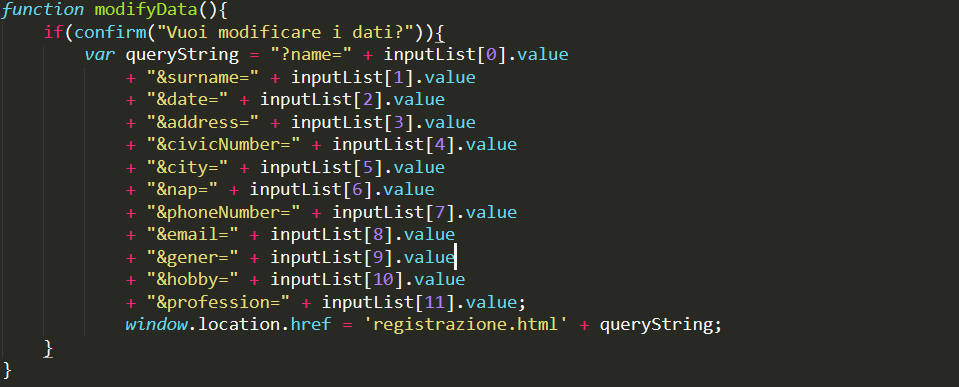 function modifyData(){
if(confirm("Vuoi modificare i dati?")){
var queryString = "?name=" + inputList[0].value
+ "&surname=" + inputList[1].value
+ "&date=" + inputList[2].value
+ "&address=" + inputList[3].value
+ "&civicNumber=" + inputList[4].value
+ "&city=" + inputList[5].value
+ "&nap=" + inputList[6].value
+ "&phoneNumber=" + inputList[7].value
+ "&email=" + inputList[8].value
+ "&gener=" + inputList[9].value
+ "&hobby=" + inputList[10].value
+ "&profession=" + inputList[11].value;
window.location.href = 'registrazione.html' + queryString;
}
}